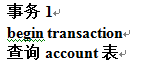 事务 1
begin transaction
查询 account 表